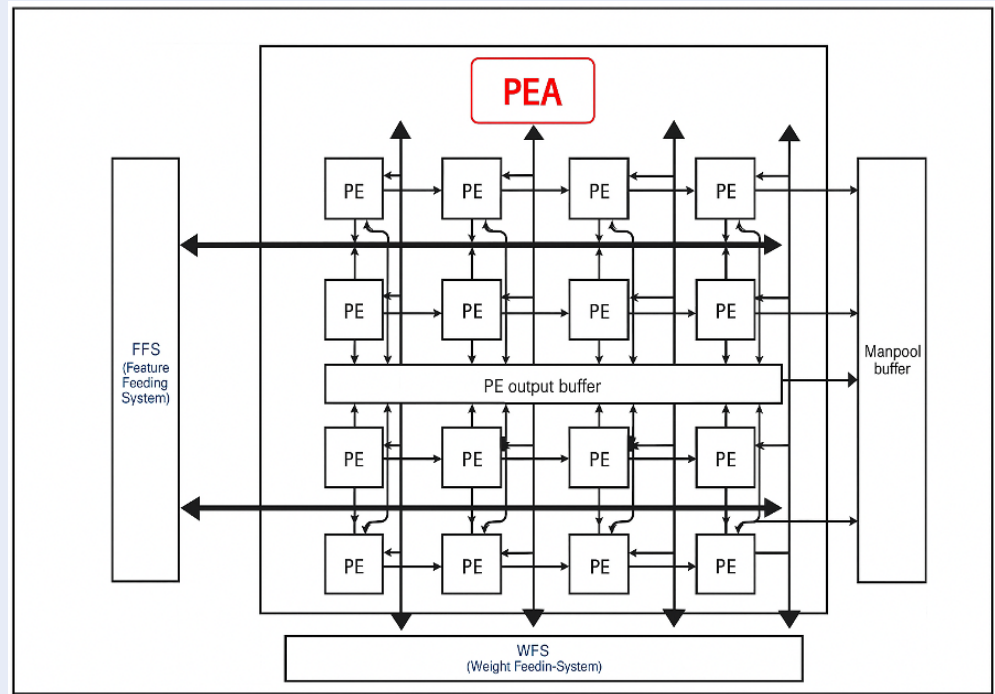 PEA
PE PE PE PE
FFS
(Feature
Feeding
System)
PE PE PE PE
Manpool
buffer
PE output buffer
PE PE PE PE
PE PE PE PE
WFS
(Weight Feedin-System)